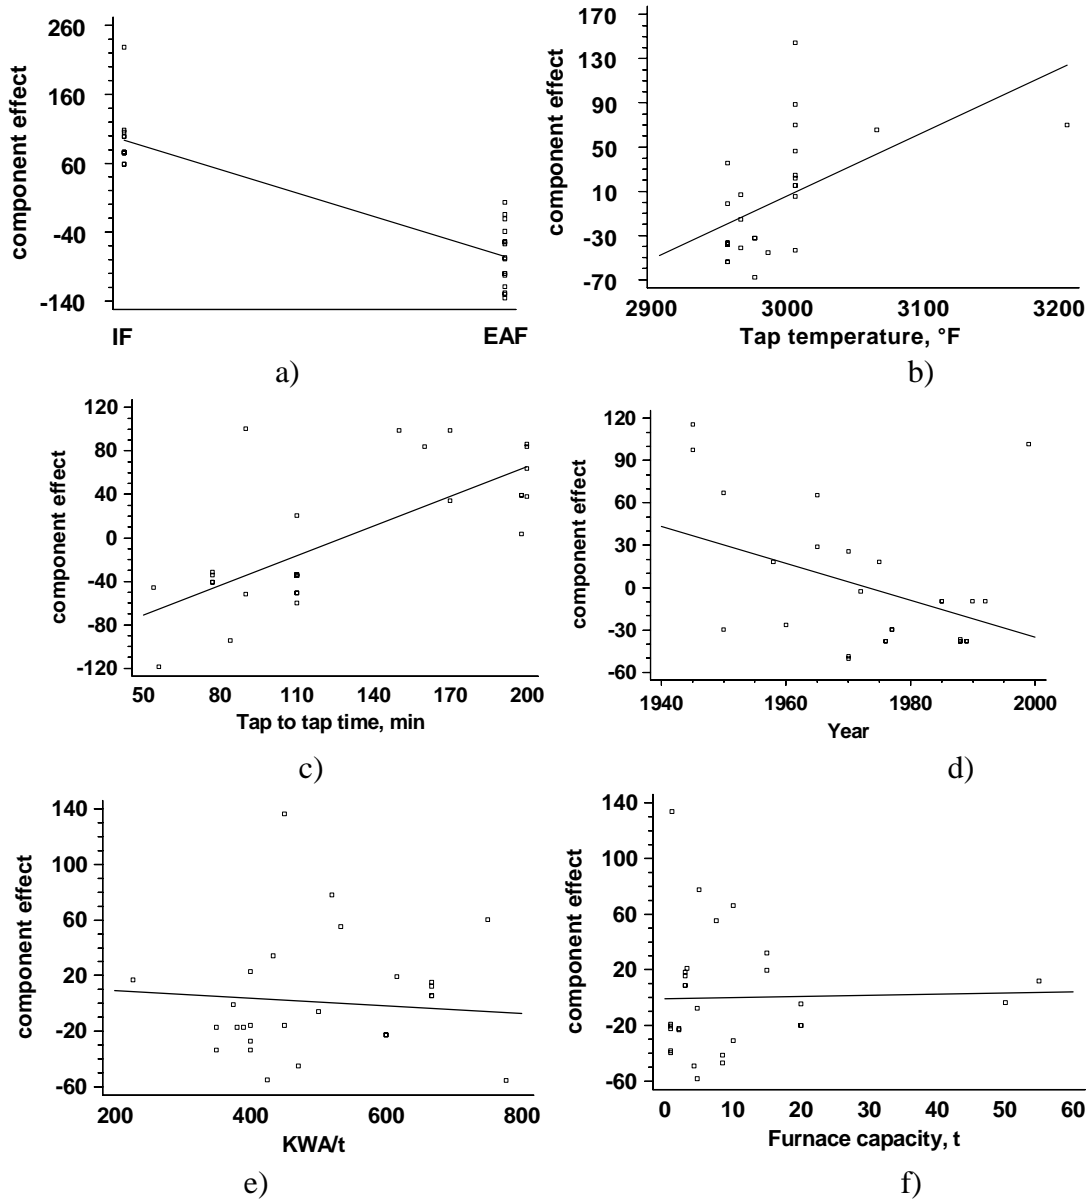 260
160
60
-40
-140
component effect
IF EAF
a)
170
130
90
50
10
-30
-70
component effect
2900 3000 3100 3200
Tap temperature, °F
b)
120
80
40
0
-40
-80
-120
component effect
50 80 110 140 170 200
Tap to tap time, min
c)
120
90
60
30
0
-30
-60
component effect
1940 1960 1980 2000
Year
d)
140
100
60
20
-20
-60
component effect
200 400 600 800
KWA/t
e)
140
100
60
20
-20
-60
component effect
0 10 20 30 40 50 60
Furnace capacity, t
f)